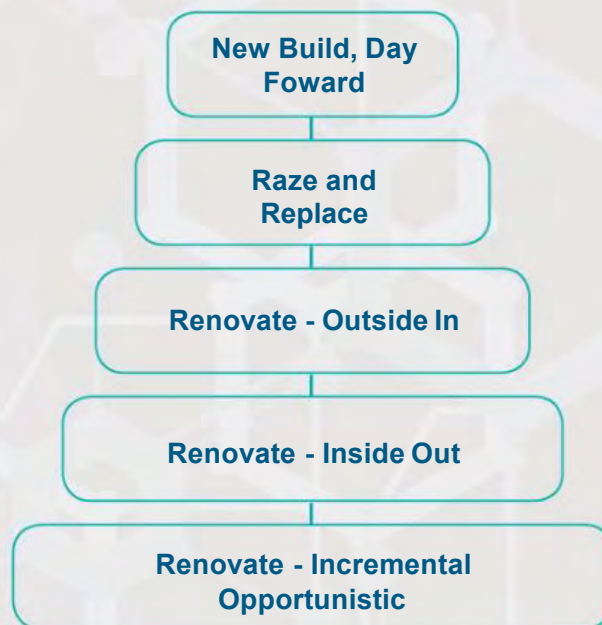 New Build, Day
Foward
Raze and
Replace
Renovate - Outside In
Renovate - Inside Out
Renovate - Incremental
Opportunistic